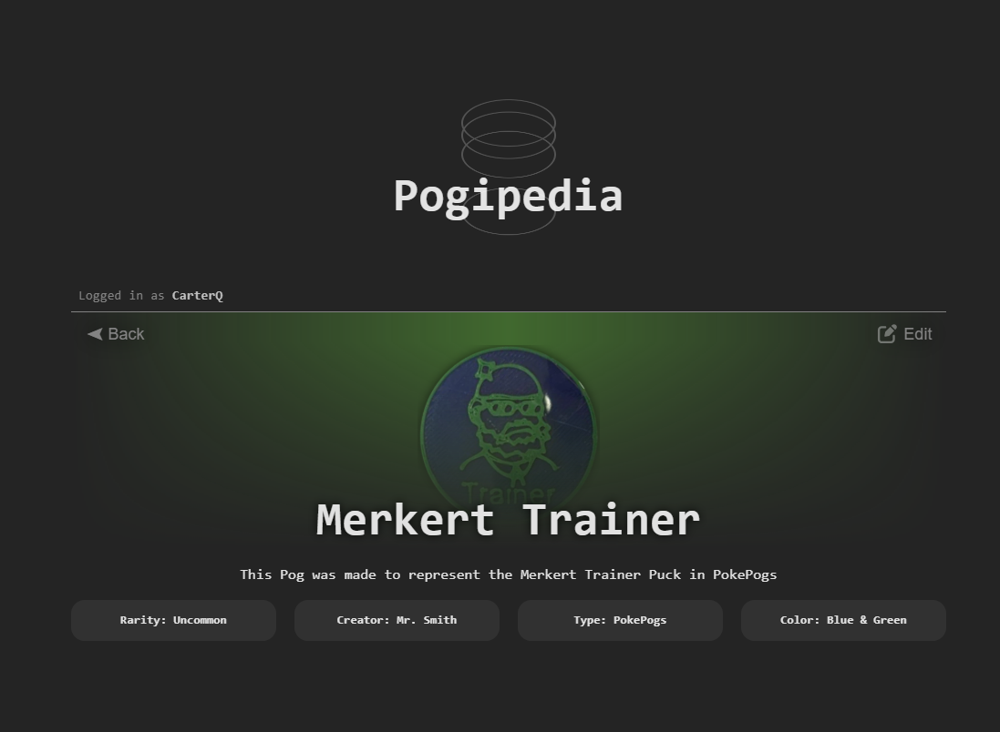 Pogipedia
Logged in as CarterQ
Back
Edit
Trainer
Merkert Trainer
This Pog was made to represent the Merkert Trainer Puck in PokePogs
Rarity: Uncommon
Creator: Mr. Smith
Type: PokePogs
Color: Blue & Green